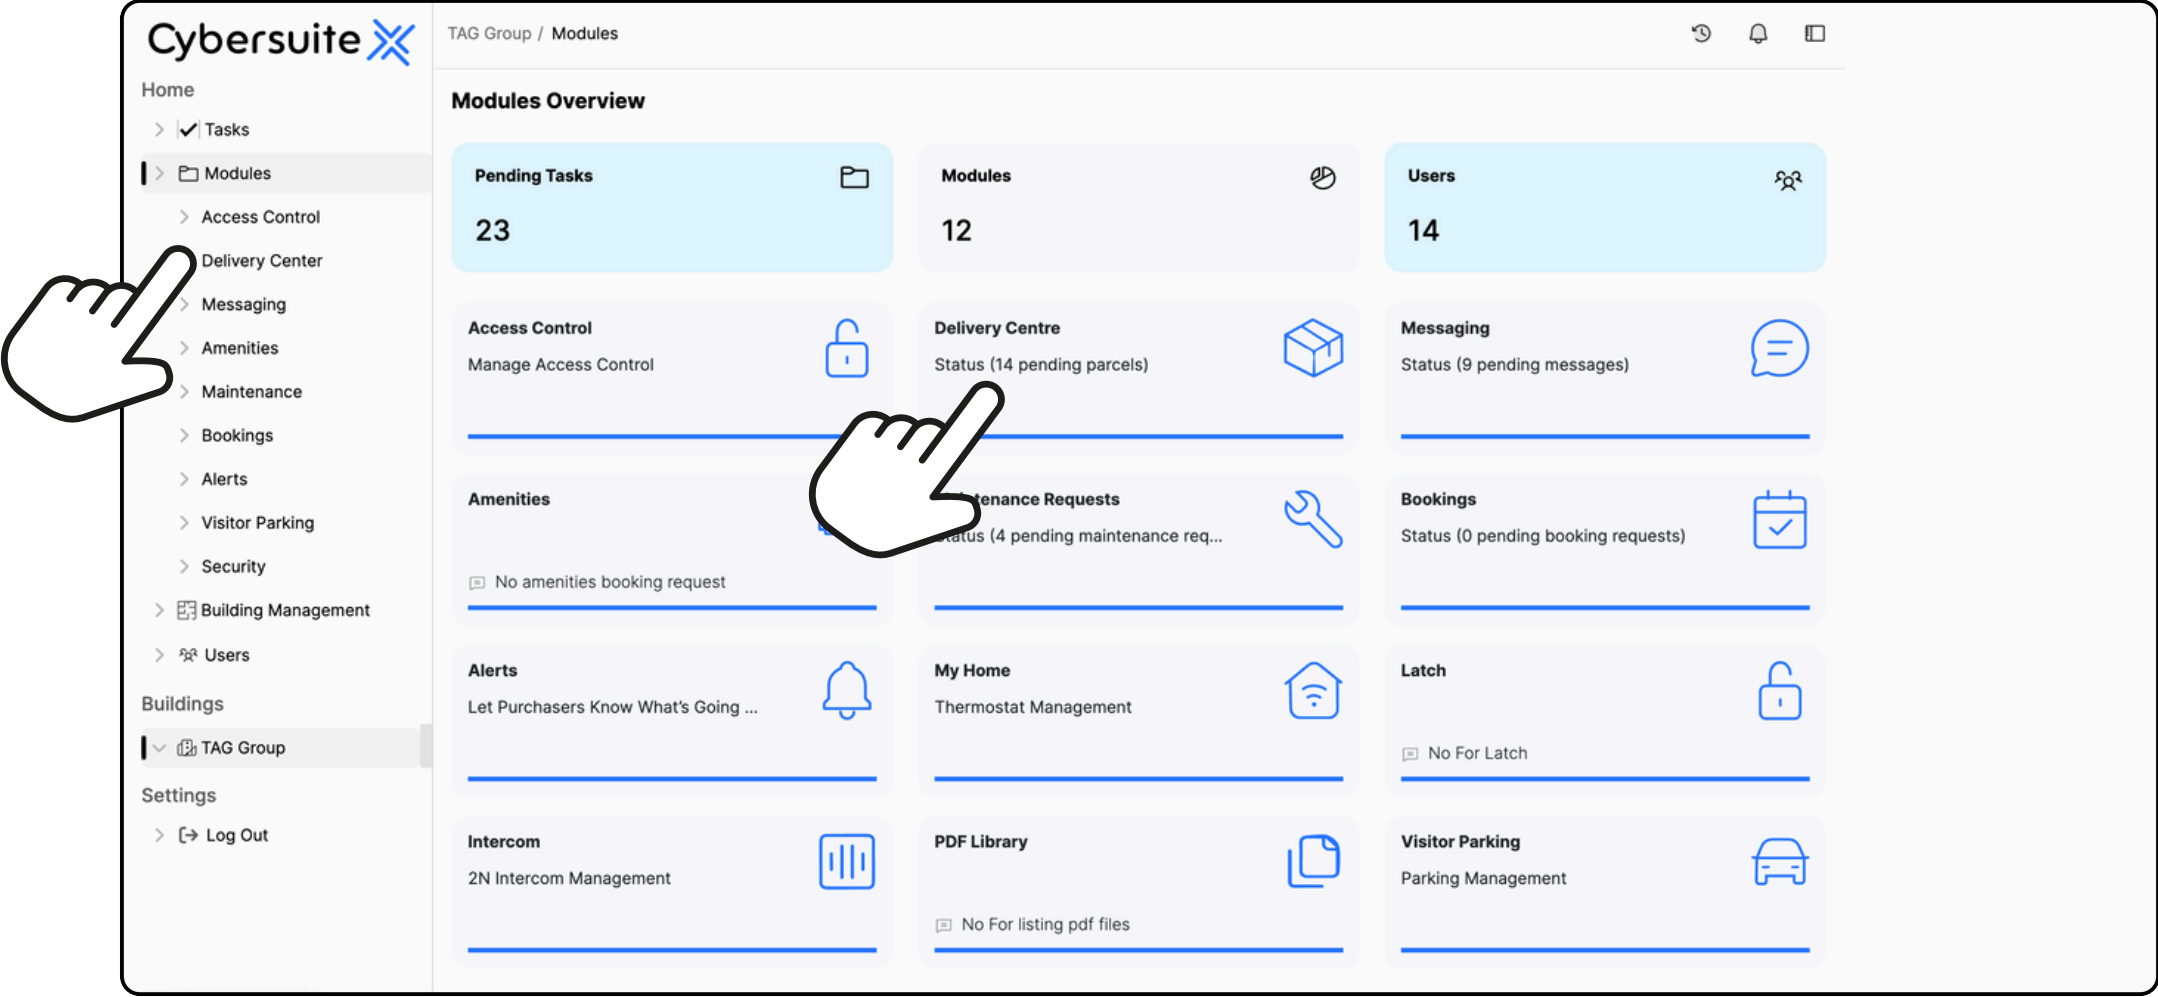 Cybersuite
Home
Tasks
Modules
Access Control
Delivery Center
Messaging
Amenities
Maintenance
Bookings
Alerts
Visitor Parking
Security
Building Management
Users
Buildings
TAG Group
Settings
Log Out
TAG Group / Modules
Modules Overview
Pending Tasks
23
Modules
12
Users
14
Access Control
Manage Access Control
Delivery Centre
Status (14 pending parcels)
Messaging
Status (9 pending messages)
Amenities
No amenities booking request
Requests
(4 pending maintenance req...
Bookings
Status (0 pending booking requests)
Alerts
Let Purchasers Know What's Going ...
My Home
Thermostat Management
Latch
No For Latch
Intercom
2N Intercom Management
PDF Library
No For listing pdf files
Visitor Parking
Parking Management